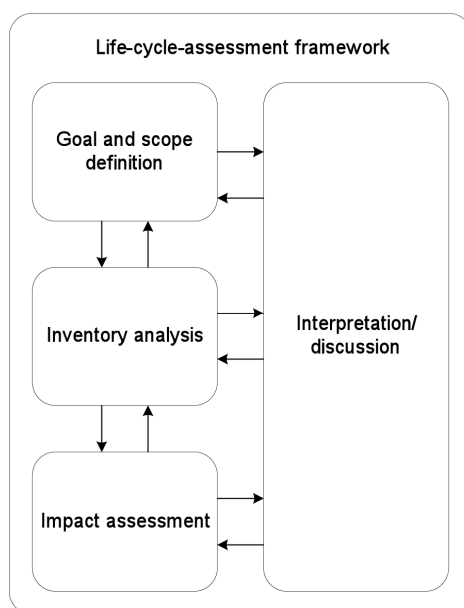 Life-cycle-assessment framework
Goal and scope
definition
Inventory analysis
Interpretation/
discussion
Impact assessment